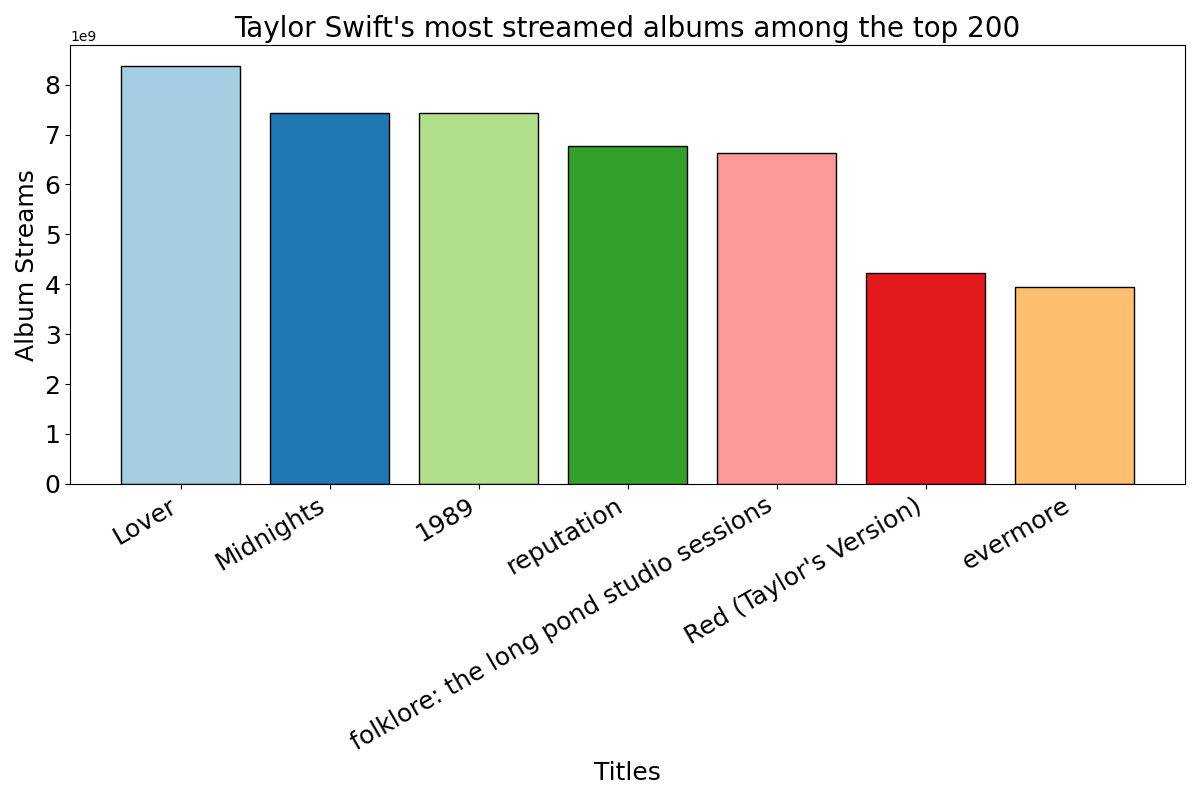 Taylor Swift's most streamed albums among the top 200
1e9
8
7
6
5
4
3
2
1
0
Album Streams
Lover
Midnights
1989
reputation
folklore: the long pond studio sessions
Red (Taylor's Version)
evermore
Titles